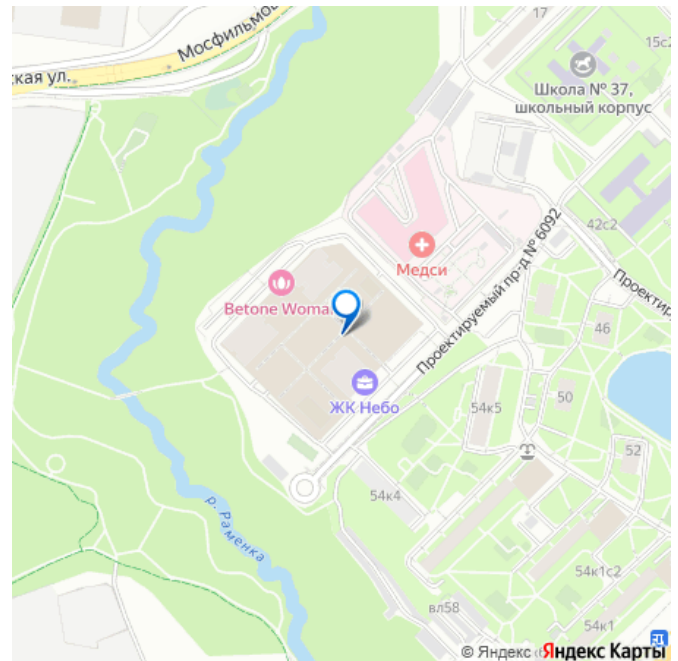 17
15с2
Мосфильмов
ская ул.
Школа № 37,
школьный корпус
42с2
Медси
Проектируемый пр-д № 6092
Проектир
Betone Woma
46
ЖК Небо
50
54к5
52
54к4
р. Раменка
54к1с2
вл58
54к1
© Яндекс Яндекс Карты